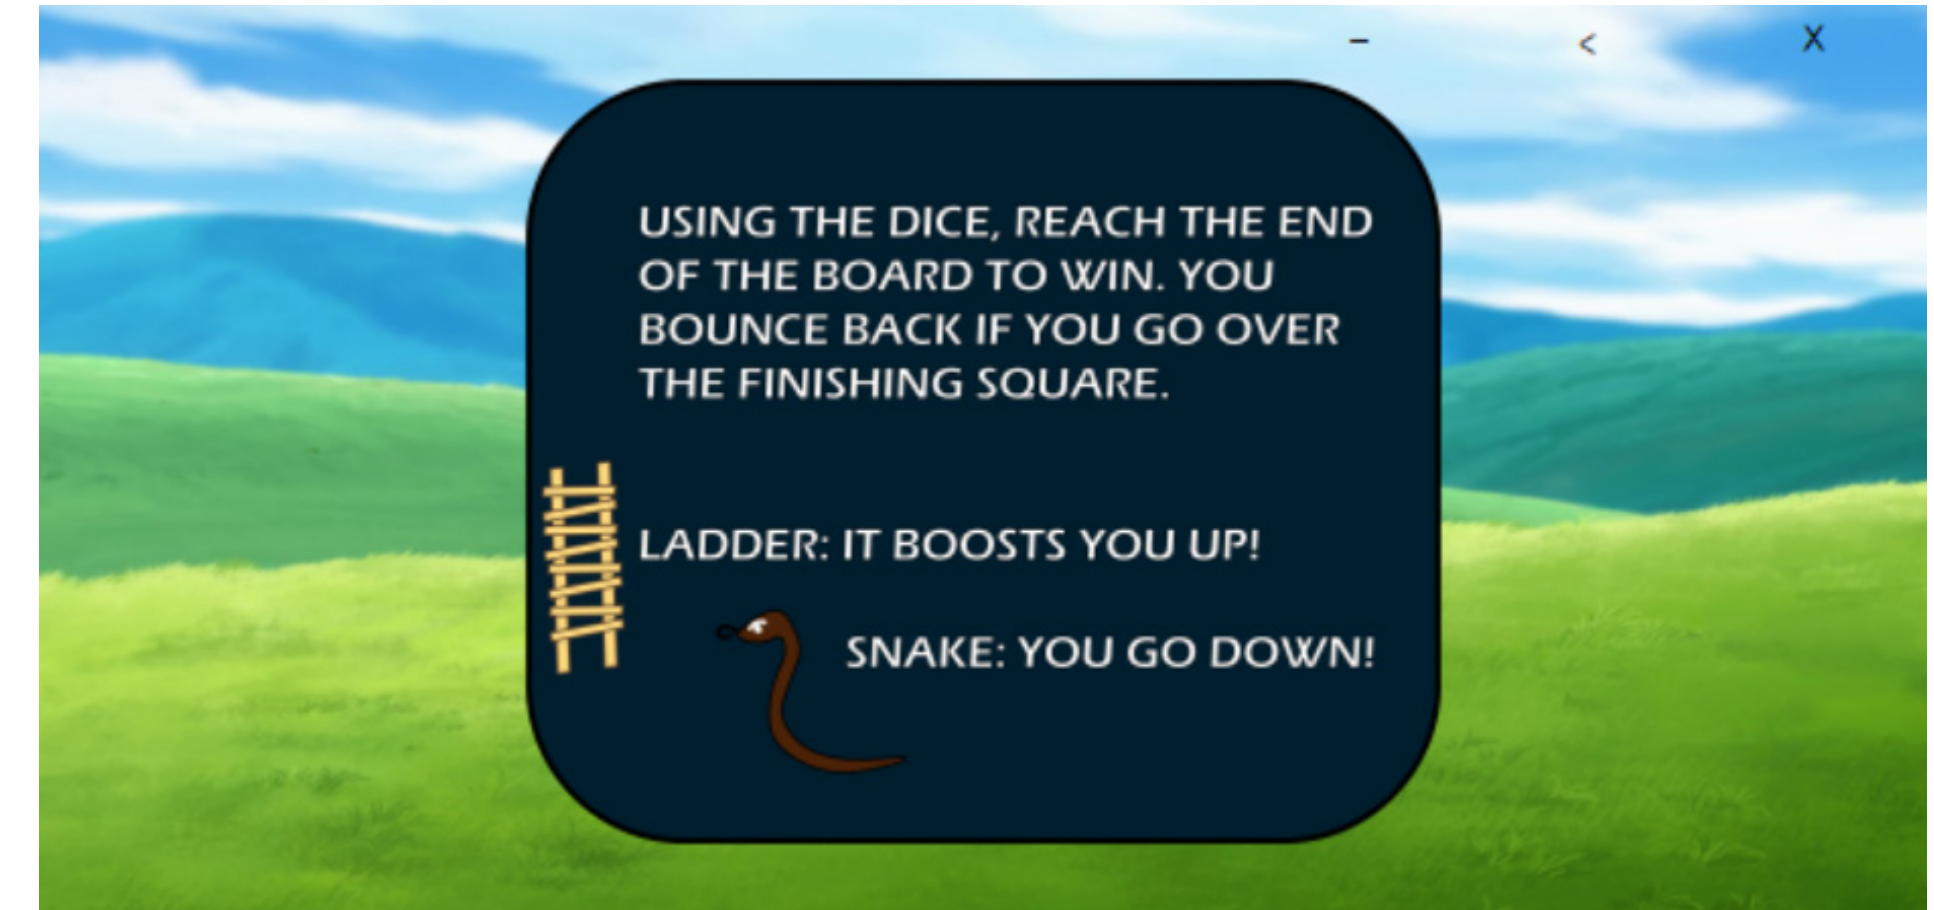 – < X
USING THE DICE, REACH THE END
OF THE BOARD TO WIN. YOU
BOUNCE BACK IF YOU GO OVER
THE FINISHING SQUARE.
LADDER: IT BOOSTS YOU UP!
SNAKE: YOU GO DOWN!